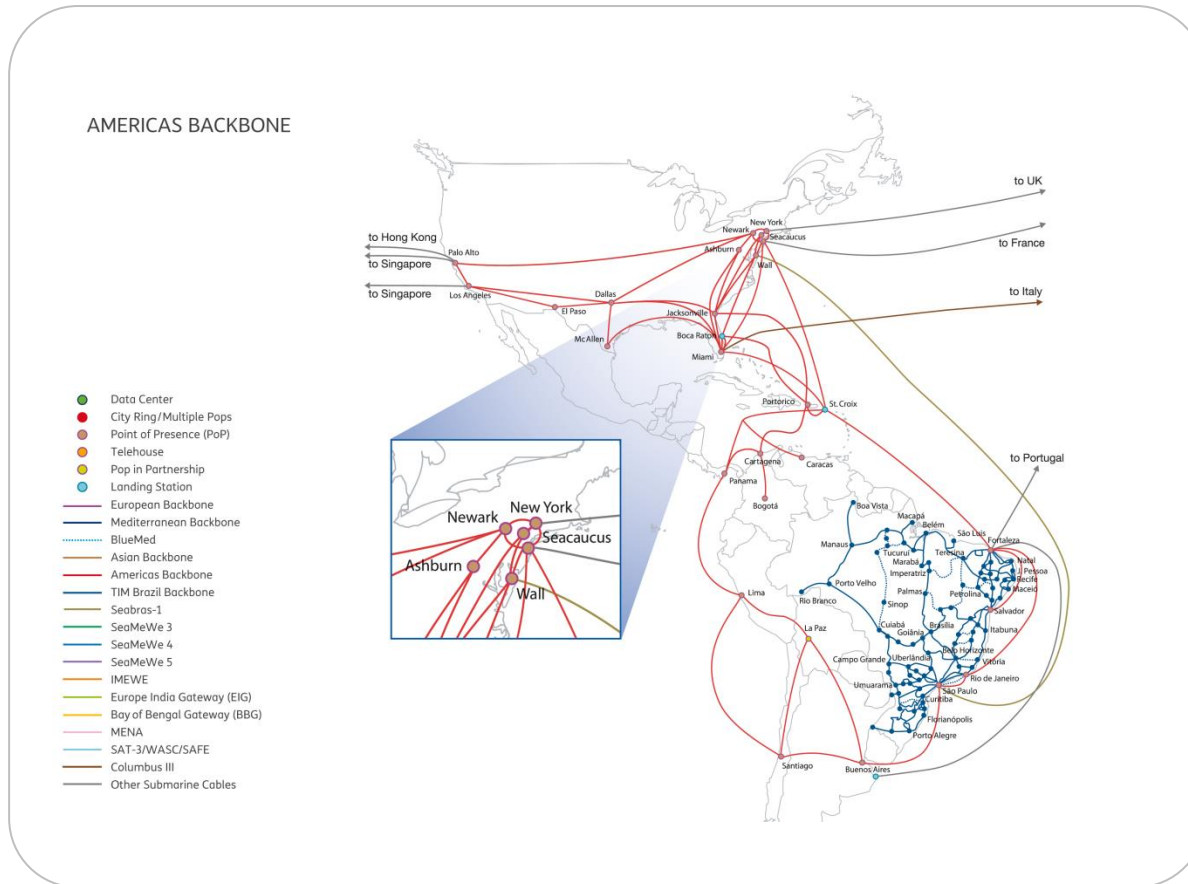 AMERICAS BACKBONE
to UK
to France
to Italy
to Portugal
to Hong Kong
to Singapore
to Singapore
Palo Alto
Los Angeles
El Paso
Dallas
Mc Allen
New York
Newark
Seacaucus
Ashburn
Wall
Jacksonville
Boca Raton
Miami
Portorico
St. Croix
Cartagena
Caracas
Panama
Bogotá
Lima
La Paz
Santiago
Buenos Aires
Boa Vista
Macapá
Belém
São Luis
Fortaleza
Manaus
Tucuruí
Teresina
Natal
Marabá
J. Pessoa
Imperatriz
Recife
Maceió
Porto Velho
Palmas
Petrolina
Rio Branco
Sinop
Salvador
Cuiabá
Brasília
Itabuna
Goiânia
Belo Horizonte
Campo Grande
Uberlândia
Vitória
Rio de Janeiro
Umuarama
São Paulo
Curitiba
Florianópolis
Porto Alegre
New York
Newark
Seacaucus
Ashburn
Wall
Data Center
City Ring/Multiple Pops
Point of Presence (PoP)
Telehouse
Pop in Partnership
Landing Station
European Backbone
Mediterranean Backbone
BlueMed
Asian Backbone
Americas Backbone
TIM Brazil Backbone
Seabras-1
SeaMeWe 3
SeaMeWe 4
SeaMeWe 5
IMEWE
Europe India Gateway (EIG)
Bay of Bengal Gateway (BBG)
MENA
SAT-3/WASC/SAFE
Columbus III
Other Submarine Cables